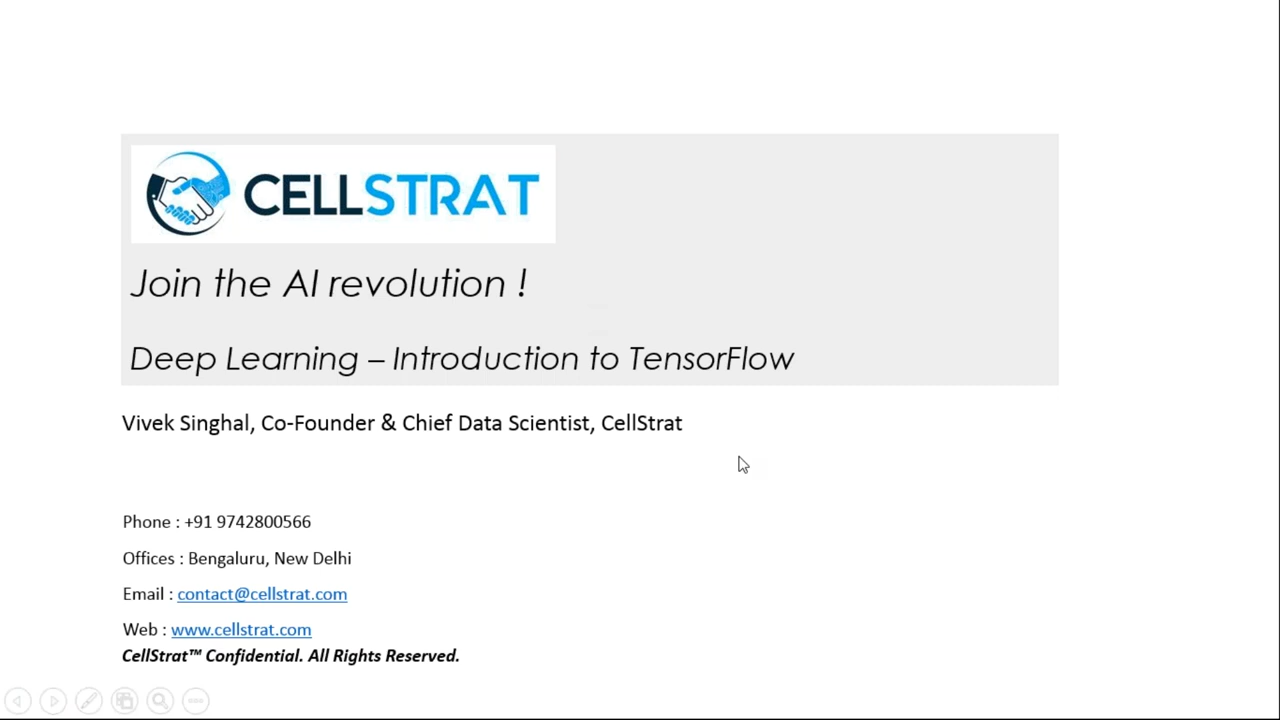 CELLSTRAT
Join the AI revolution !
Deep Learning – Introduction to TensorFlow
Vivek Singhal, Co-Founder & Chief Data Scientist, CellStrat
Phone : +91 9742800566
Offices : Bengaluru, New Delhi
Email : contact@cellstrat.com
Web : www.cellstrat.com
CellStrat™ Confidential. All Rights Reserved.